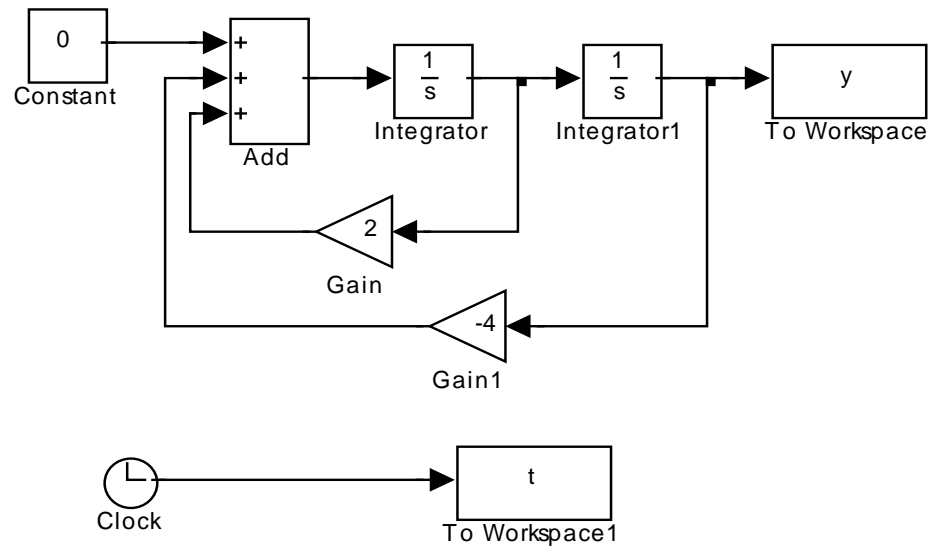 0
Constant
+
+
+
Add
1
s
Integrator
1
s
Integrator1
y
To Workspace
2
Gain
-4
Gain1
Clock
t
To Workspace1